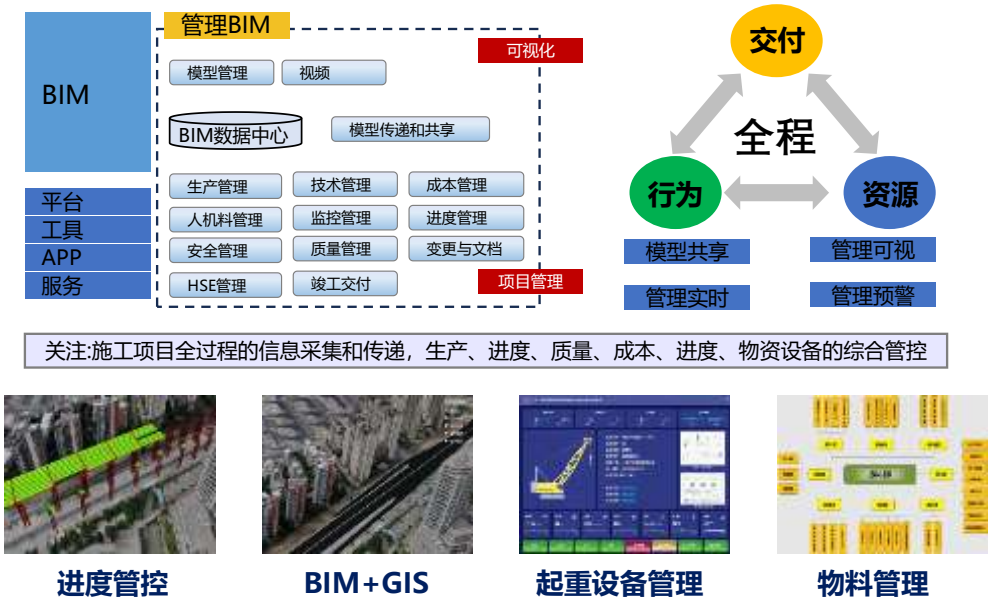 管理BIM
可视化
BIM
模型管理
视频
BIM数据中心
模型传递和共享
生产管理
技术管理
成本管理
人机料管理
监控管理
进度管理
安全管理
质量管理
变更与文档
HSE管理
竣工交付
项目管理
平台
工具
APP
服务
交付
全程
行为
资源
模型共享
管理可视
管理实时
管理预警
关注:施工项目全过程的信息采集和传递，生产、进度、质量、成本、进度、物资设备的综合管控
进度管控
BIM+GIS
起重设备管理
物料管理